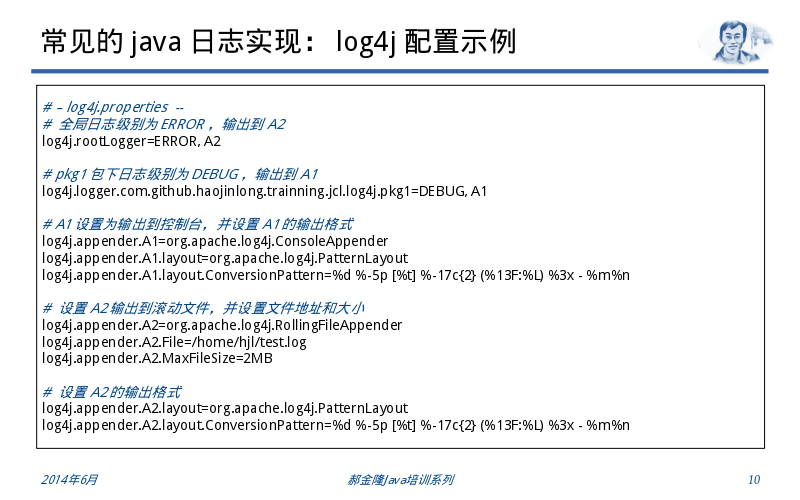 常见的 java 日志实现： log4j 配置示例
# – log4j.properties --
# 全局日志级别为 ERROR ，输出到 A2
log4j.rootLogger=ERROR, A2
# pkg1 包下日志级别为 DEBUG ，输出到 A1
log4j.logger.com.github.haojinlong.trainning.jcl.log4j.pkg1=DEBUG, A1
# A1 设置为输出到控制台，并设置 A1 的输出格式
log4j.appender.A1=org.apache.log4j.ConsoleAppender
log4j.appender.A1.layout=org.apache.log4j.PatternLayout
log4j.appender.A1.layout.ConversionPattern=%d %-5p [%t] %-17c{2} (%13F:%L) %3x - %m%n
# 设置 A2 输出到滚动文件，并设置文件地址和大小
log4j.appender.A2=org.apache.log4j.RollingFileAppender
log4j.appender.A2.File=/home/hjl/test.log
log4j.appender.A2.MaxFileSize=2MB
# 设置 A2 的输出格式
log4j.appender.A2.layout=org.apache.log4j.PatternLayout
log4j.appender.A2.layout.ConversionPattern=%d %-5p [%t] %-17c{2} (%13F:%L) %3x - %m%n
2014年6月 郝金隆Java培训系列 10